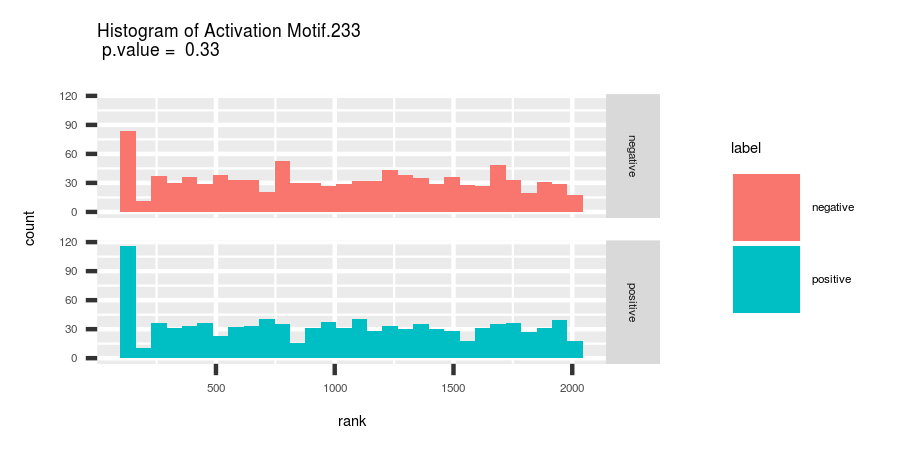 Histogram of Activation Motif.233
p.value = 0.33
120
90
60
30
0
negative
120
90
60
30
0
positive
500
1000
1500
2000
rank
count
label
negative
positive